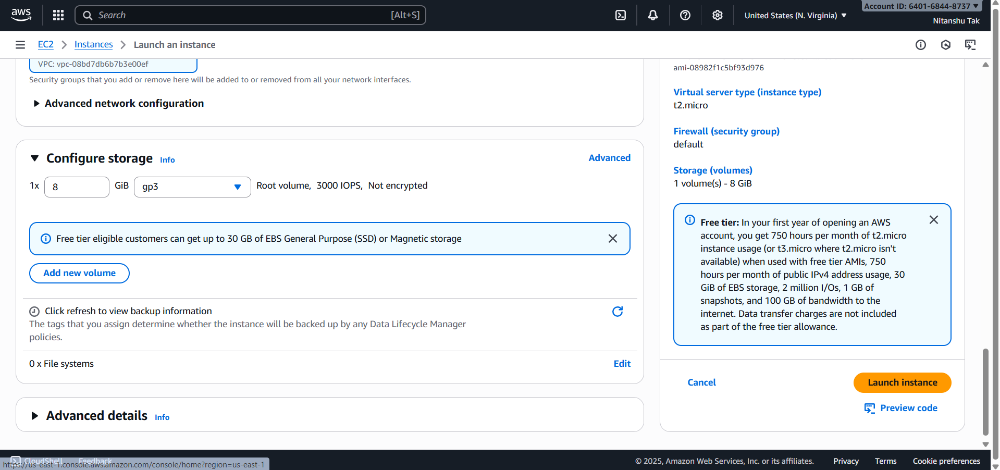 aws
Search
[Alt+S]
United States (N. Virginia)
Account ID: 6401-6844-8737
Nitanshu Tak
EC2
Instances
Launch an instance
VPC: vpc-08bd7db6b7b3e00ef
Security groups that you add or remove here will be added to or removed from all your network interfaces.
Advanced network configuration
Configure storage Info
Advanced
1x 8 GiB gp3 Root volume, 3000 IOPS, Not encrypted
Free tier eligible customers can get up to 30 GB of EBS General Purpose (SSD) or Magnetic storage
Add new volume
Click refresh to view backup information
The tags that you assign determine whether the instance will be backed up by any Data Lifecycle Manager
policies.
0 x File systems
Edit
Advanced details Info
ami-08982f1c5bf93d976
Virtual server type (instance type)
t2.micro
Firewall (security group)
default
Storage (volumes)
1 volume(s) - 8 GiB
Free tier: In your first year of opening an AWS
account, you get 750 hours per month of t2.micro
instance usage (or t3.micro where t2.micro isn't
available) when used with free tier AMIs, 750
hours per month of public IPv4 address usage, 30
GiB of EBS storage, 2 million I/Os, 1 GB of
snapshots, and 100 GB of bandwidth to the
internet. Data transfer charges are not included
as part of the free tier allowance.
Cancel
Launch instance
Preview code
CloudShell
Feedback
https://us-east-1.console.aws.amazon.com/console/home?region=us-east-1
© 2025, Amazon Web Services, Inc. or its affiliates.
Privacy
Terms
Cookie preferences